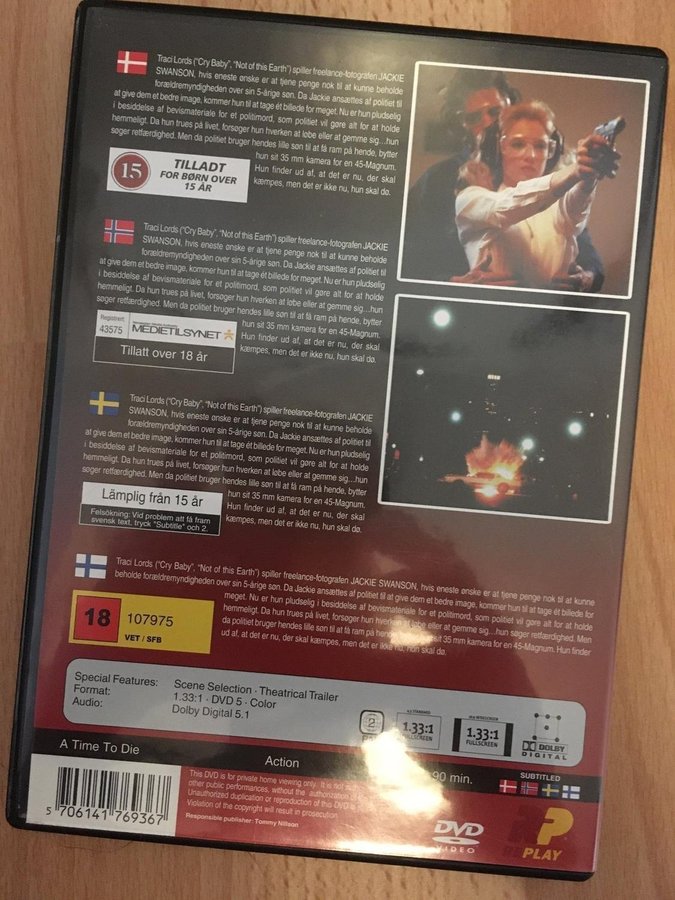 Traci Lords ("Cry Baby", "Not of this Earth") spiller freelance-fotografen JACKIE
SWANSON, hvis eneste ønske er at tjene penge nok til at kunne beholde
forældremyndigheden over sin 5-årige søn. Da Jackie ansættes af politiet til
at give dem et bedre image, kommer hun til at tage ét billede for meget. Nu er hun pludselig
i besiddelse af bevismateriale for et politimord, som politiet vil gøre alt for at holde
hemmeligt. Da hun trues på livet, forsøger hun hverken at løbe eller at gemme sig...hun
søger retfærdighed. Men da politiet bruger hendes lille søn til at få ram på hende, bytter
hun sit 35 mm kamera for en 45-Magnum.
Hun finder ud af, at det er nu, der skal
kæmpes, men det er ikke nu, hun skal dø.
15
TILLADT
FOR BØRN OVER
15 ÅR
Traci Lords ("Cry Baby", "Not of this Earth") spiller freelance-fotografen JACKIE
SWANSON, hvis eneste ønske er at tjene penge nok til at kunne beholde
forældremyndigheden over sin 5-årige søn. Da Jackie ansættes af politiet til
at give dem et bedre image, kommer hun til at tage ét billede for meget. Nu er hun pludselig
i besiddelse af bevismateriale for et politimord, som politiet vil gøre alt for at holde
hemmeligt. Da hun trues på livet, forsøger hun hverken at løbe eller at gemme sig...hun
søger retfærdighed. Men da politiet bruger hendes lille søn til at få ram på hende, bytter
hun sit 35 mm kamera for en 45-Magnum.
Hun finder ud af, at det er nu, der skal
kæmpes, men det er ikke nu, hun skal dø.
Registrert
43575
MEDIETILSYNET
Tillatt over 18 år
Traci Lords ("Cry Baby", "Not of this Earth") spiller freelance-fotografen JACKIE
SWANSON, hvis eneste ønske er at tjene penge nok til at kunne beholde
forældremyndigheden over sin 5-årige søn. Da Jackie ansættes af politiet til
at give dem et bedre image, kommer hun til at tage ét billede for meget. Nu er hun pludselig
i besiddelse af bevismateriale for et politimord, som politiet vil gøre alt for at holde
hemmeligt. Da hun trues på livet, forsøger hun hverken at løbe eller at gemme sig...hun
søger retfærdighed. Men da politiet bruger hendes lille søn til at få ram på hende, bytter
hun sit 35 mm kamera for en 45-Magnum.
Hun finder ud af, at det er nu, der skal
kæmpes, men det er ikke nu, hun skal dø.
Lämplig från 15 år
Felsökning: Vid problem att få fram
svensk text, tryck "Subtitle" och 2.
Traci Lords ("Cry Baby", "Not of this Earth") spiller freelance-fotografen JACKIE SWANSON, hvis eneste ønske er at tjene penge nok til at kunne
beholde forældremyndigheden over sin 5-årige søn. Da Jackie ansættes af politiet til at give dem et bedre image, kommer hun til at tage ét billede for
meget. Nu er hun pludselig i besiddelse af bevismateriale for et politimord, som politiet vil gøre alt for at holde
hemmeligt. Da hun trues på livet, forsøger hun hverken at løbe eller at gemme sig...hun søger retfærdighed. Men
da politiet bruger hendes lille søn til at få ram på hende, bytter hun sit 35 mm kamera for en 45-Magnum. Hun finder
ud af, at det er nu, der skal kæmpes, men det er ikke nu, hun skal dø.
18
107975
VET / SFB
Special Features: Scene Selection · Theatrical Trailer
Format: 1.33:1 · DVD 5 · Color
Audio: Dolby Digital 5.1
2
4:3 STANDARD
1.33:1
FULLSCREEN
16:9 WIDESCREEN
1.33:1
FULLSCREEN
DOLBY
DIGITAL
A Time To Die
Action
90 min.
SUBTITLED
This DVD is for private home viewing only. It is not
other public performances, without the authorization of
Unauthorized duplication or reproduction of this DVD is
Violation of the copyright will result in prosecution.
Responsible publisher: Tommy Nillson
5 706141 769367
DVD
VIDEO
REPLAY